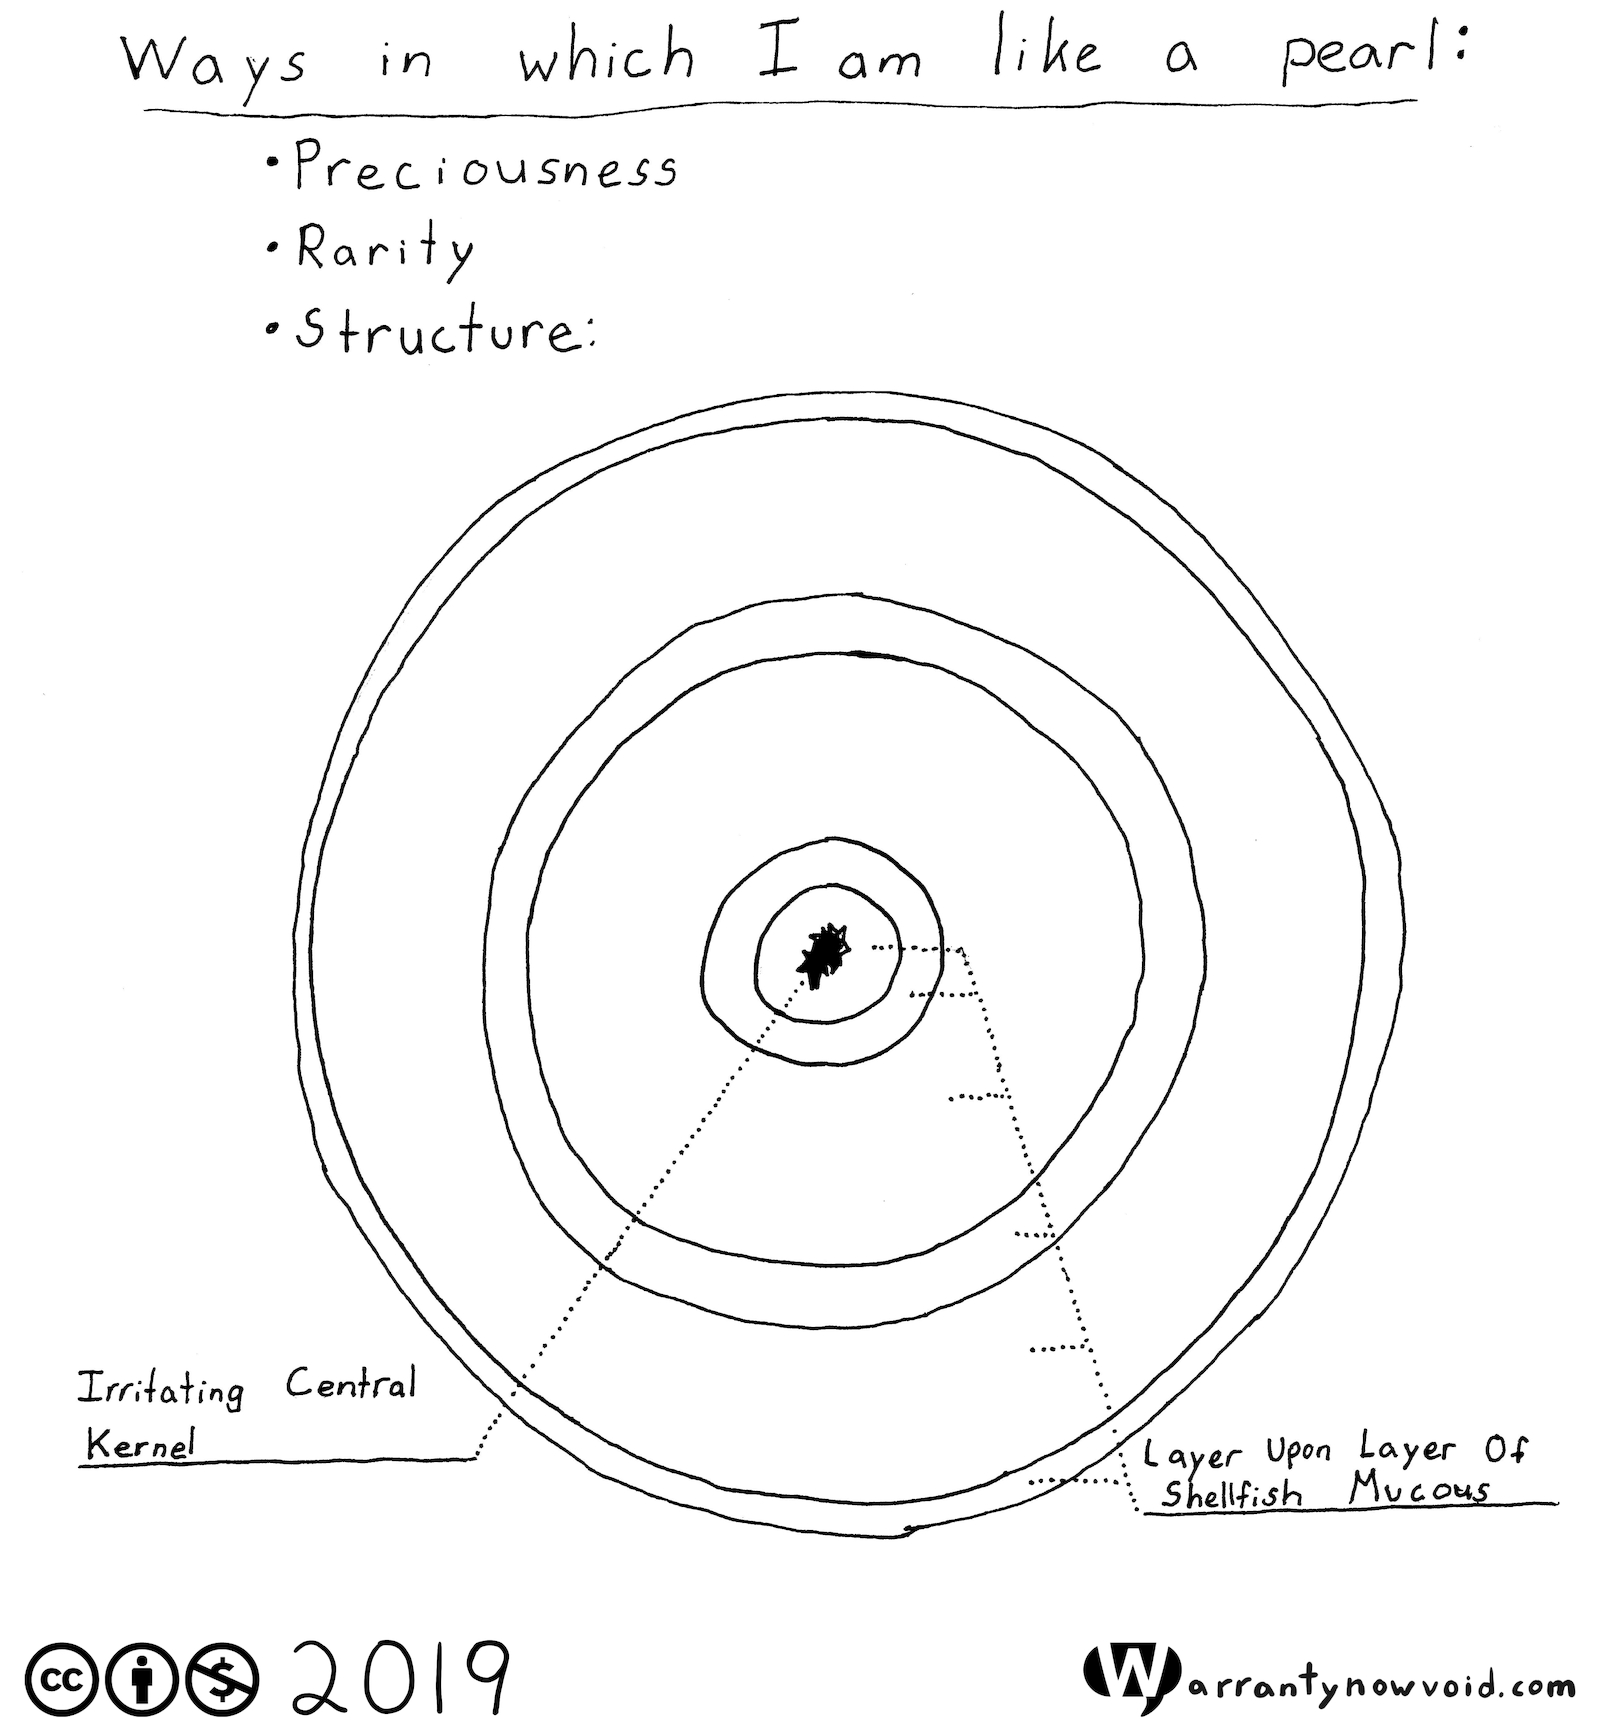 Ways in which I am like a pearl:
• Preciousness
• Rarity
• Structure:
Irritating Central
Kernel
Layer Upon Layer Of
Shellfish Mucous
cc $ 2019
Warrantynowvoid.com